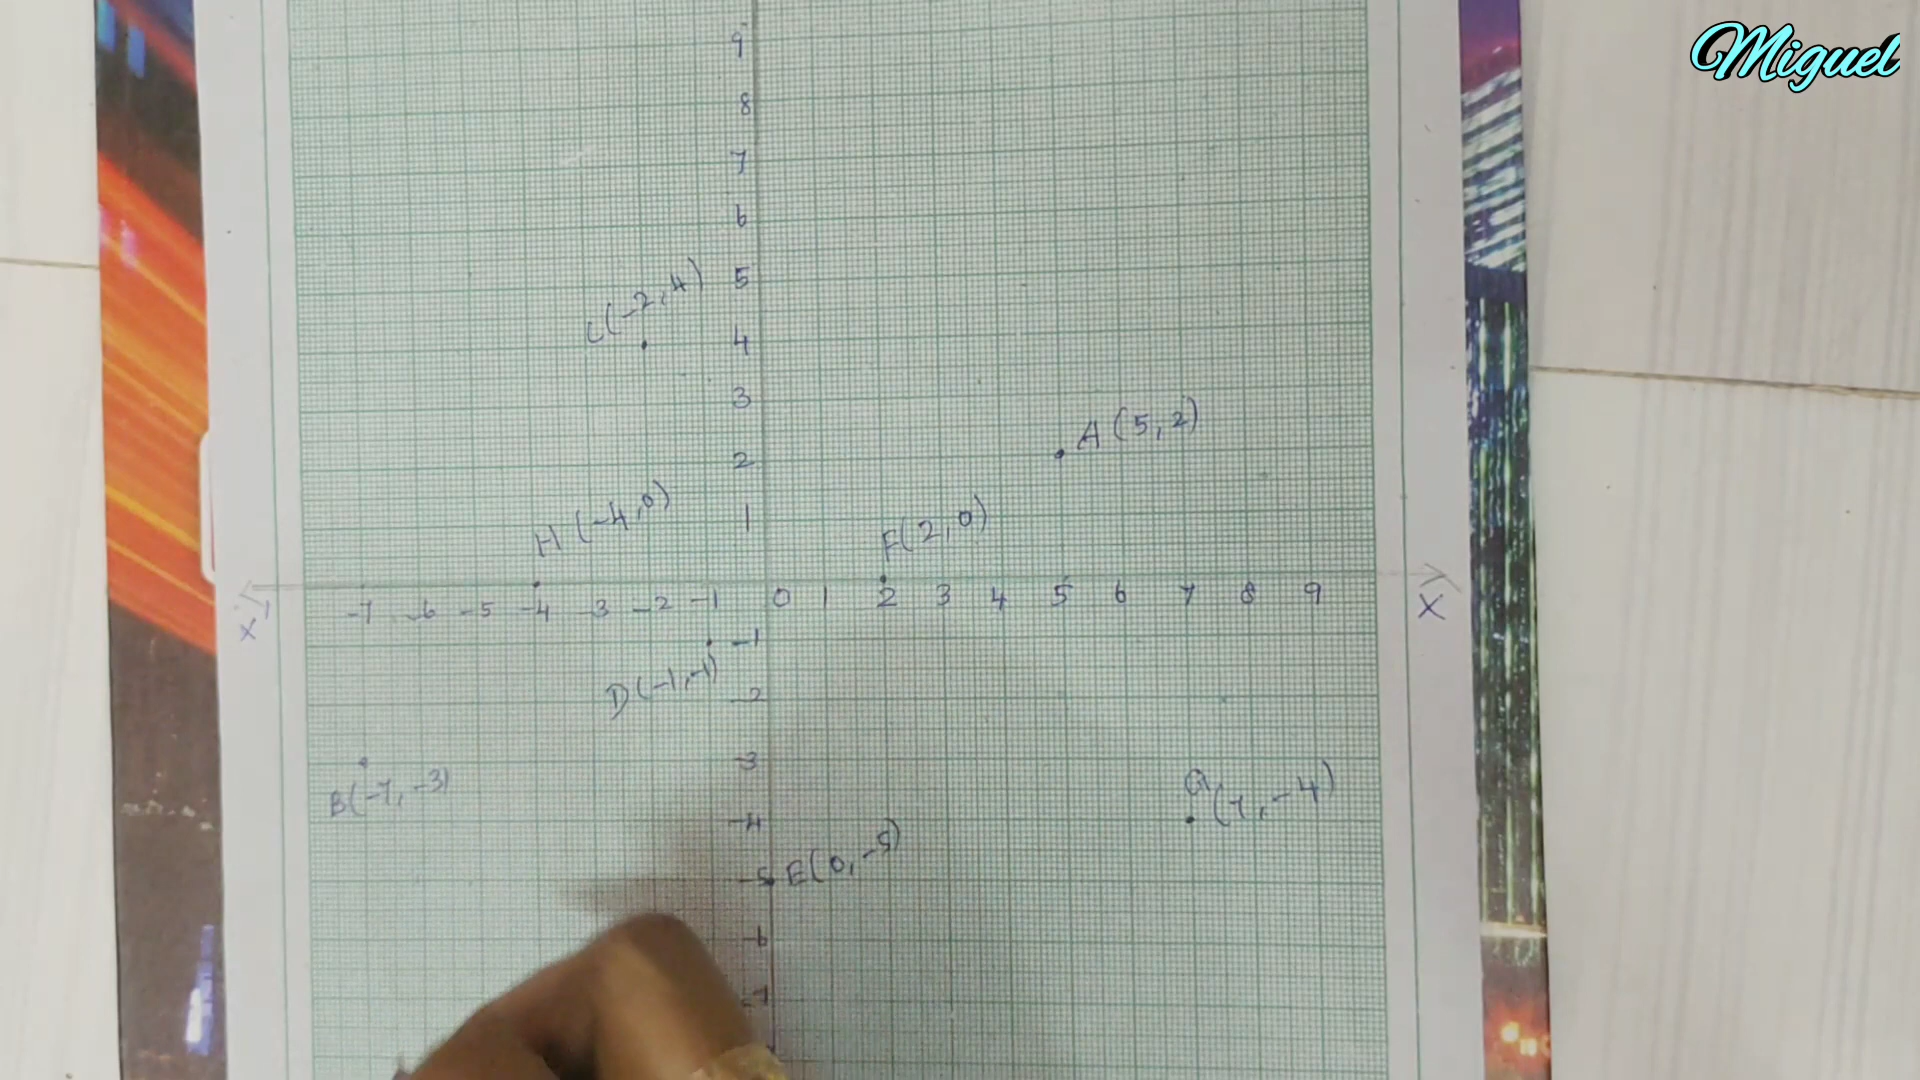 Miguel
9
8
7
6
5
C(-2,4)
4
3
A(5,2)
2
H(-4,0)
1
F(2,0)
X' -7 -6 -5 -4 -3 -2 -1 0 1 2 3 4 5 6 7 8 9 X
-1
D(-1,-1)
-2
-3
B(-7,-3)
G(7,-4)
-4
-5 E(0,-5)
-6
-7